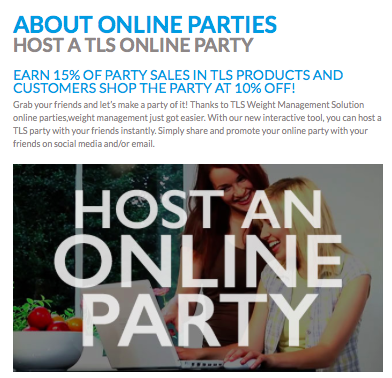 ABOUT ONLINE PARTIES
HOST A TLS ONLINE PARTY
EARN 15% OF PARTY SALES IN TLS PRODUCTS AND
CUSTOMERS SHOP THE PARTY AT 10% OFF!
Grab your friends and let's make a party of it! Thanks to TLS Weight Management Solution
online parties,weight management just got easier. With our new interactive tool, you can host a
TLS party with your friends instantly. Simply share and promote your online party with your
friends on social media and/or email.
HOST AN
ONLINE
PARTY